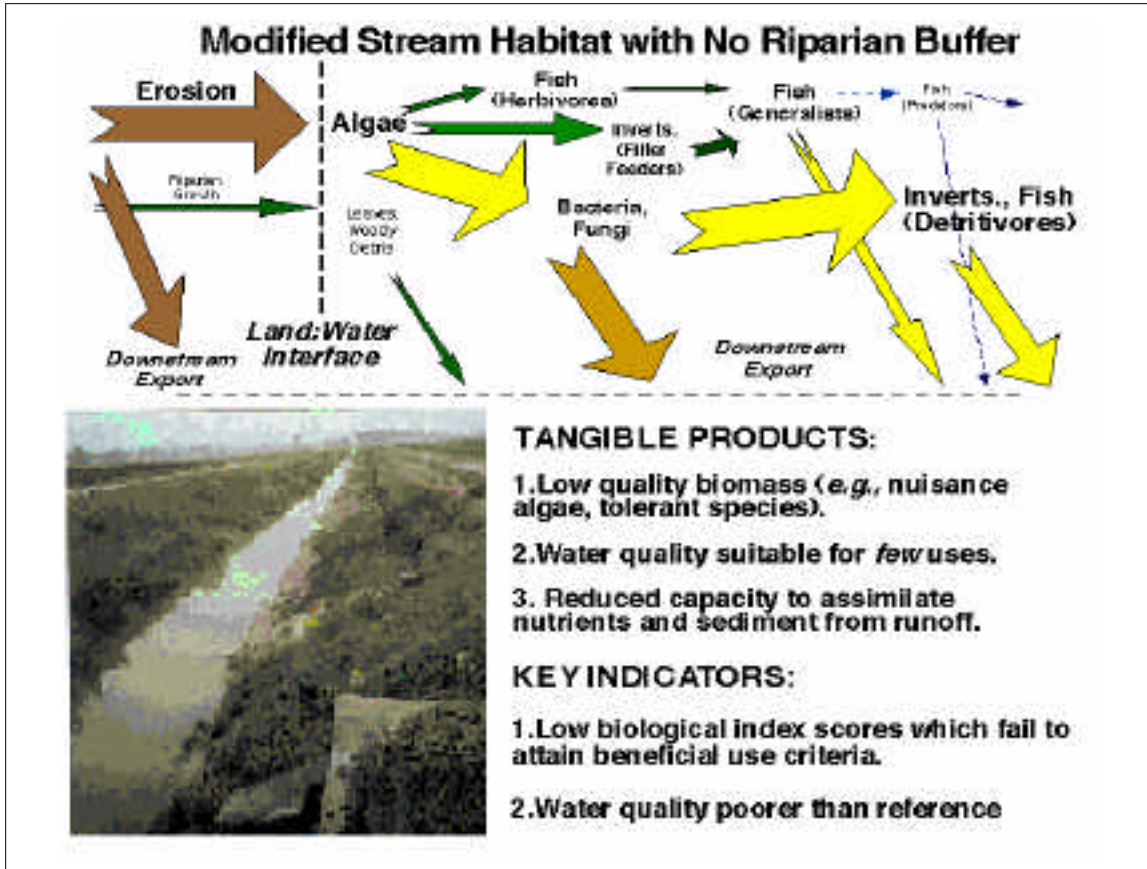 Modified Stream Habitat with No Riparian Buffer
Erosion
Algae
Fish
(Herbivores)
Inverts.
(Filter
Feeders)
Fish
(Generalists)
Fish
(Predators)
Riparian
Growth
Leaves,
Woody
Detris
Bacteria,
Fungi
Inverts., Fish
(Detritivores)
Land:Water
Interface
Downstream
Export
Downstream
Export
TANGIBLE PRODUCTS:
1.Low quality biomass (e.g., nuisance
algae, tolerant species).
2.Water quality suitable for few uses.
3. Reduced capacity to assimilate
nutrients and sediment from runoff.
KEY INDICATORS:
1.Low biological index scores which fail to
attain beneficial use criteria.
2.Water quality poorer than reference